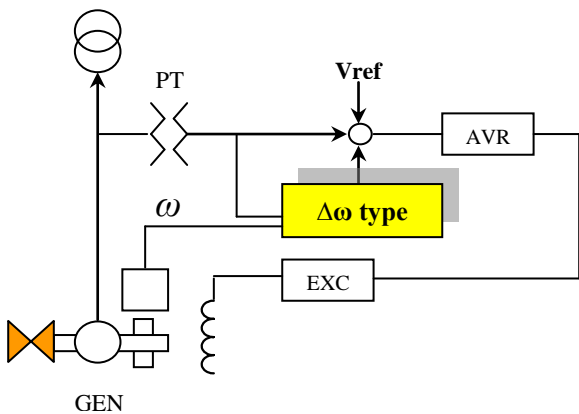 PT
Vref
AVR
ω
Δω type
EXC
GEN